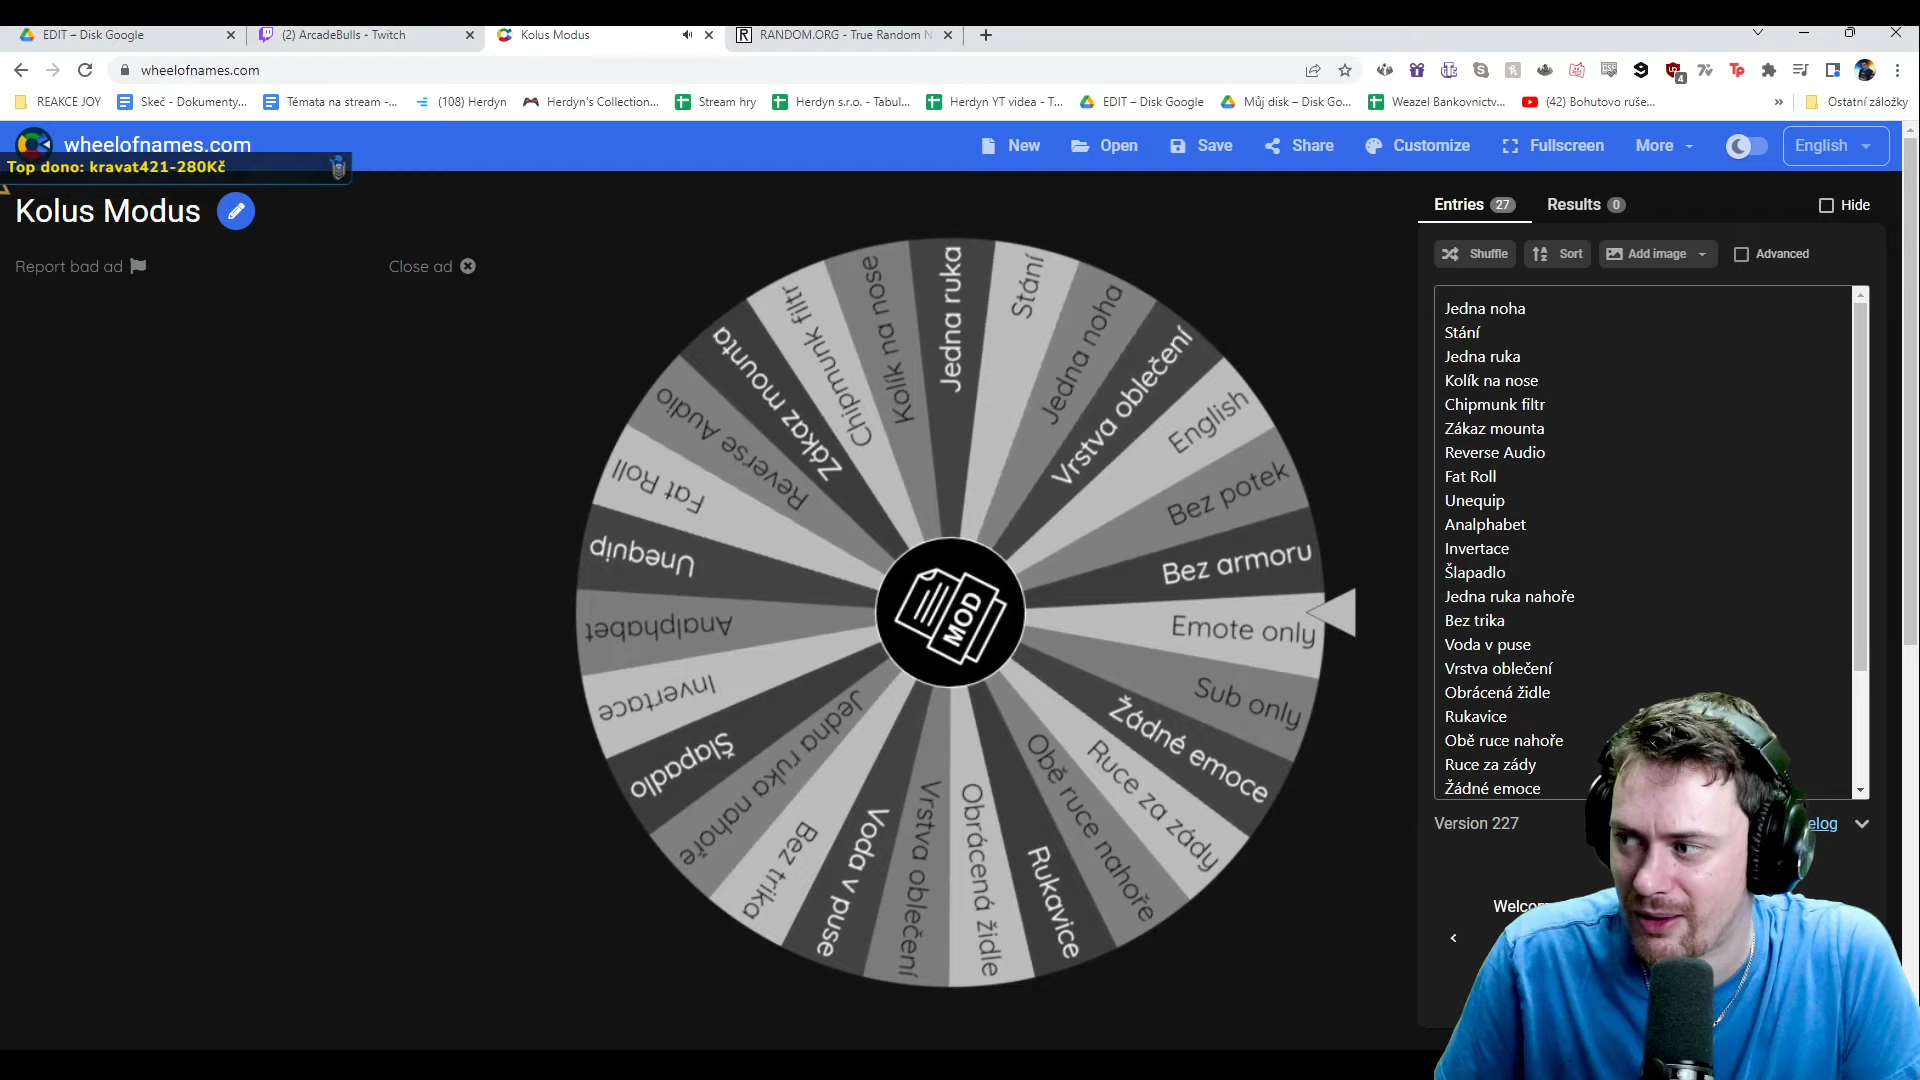 EDIT – Disk Google
(2) ArcadeBulls - Twitch
Kolus Modus
RANDOM.ORG - True Random N
wheelofnames.com
REAKCE JOY
Skeč - Dokumenty...
Témata na stream -...
(108) Herdyn
Herdyn's Collection...
Stream hry
Herdyn s.r.o. - Tabul...
Herdyn YT videa - T...
EDIT – Disk Google
Můj disk – Disk Go...
Weazel Bankovnictv...
(42) Bohutovo ruše...
»
Ostatní záložky
wheelofnames.com
New
Open
Save
Share
Customize
Fullscreen
More
English
Top dono: kravat421-280Kč
Kolus Modus
Report bad ad
Close ad
Entries 27
Results 0
Hide
Shuffle
Sort
Add image
Advanced
Jedna noha
Stání
Jedna ruka
Kolík na nose
Chipmunk filtr
Zákaz mounta
Reverse Audio
Fat Roll
Unequip
Analphabet
Invertace
Šlapadlo
Jedna ruka nahoře
Bez trika
Voda v puse
Vrstva oblečení
Obrácená židle
Rukavice
Obě ruce nahoře
Ruce za zády
Žádné emoce
Version 227
elog
Welcom
Jedna ruka
Stání
Jedna noha
Vrstva oblečení
English
Bez potek
Bez armoru
Emote only
Sub only
Žádné emoce
Ruce za zády
Obě ruce nahoře
Rukavice
Obrácená židle
Vrstva oblečení
Voda v puse
Bez trika
Jedna ruka nahoře
Šlapadlo
Invertace
Analphabet
Unequip
Fat Roll
Reverse Audio
Zákaz mounta
Chipmunk filtr
Kolík na nose
MOD